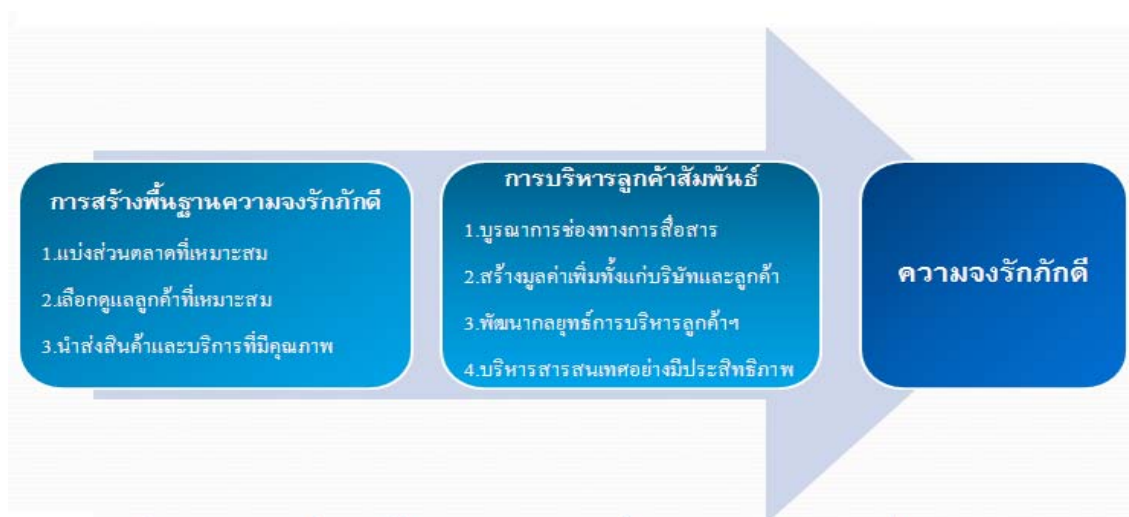 การสร้างพื้นฐานความจงรักภักดี
1.แบ่งส่วนตลาดที่เหมาะสม
2.เลือกดูแลลูกค้าที่เหมาะสม
3.นำส่งสินค้าและบริการที่มีคุณภาพ
การบริหารลูกค้าสัมพันธ์
1.บูรณาการช่องทางการสื่อสาร
2.สร้างมูลค่าเพิ่มทั้งแก่บริษัทและลูกค้า
3.พัฒนากลยุทธ์การบริหารลูกค้าฯ
4.บริหารสารสนเทศอย่างมีประสิทธิภาพ
ความจงรักภักดี